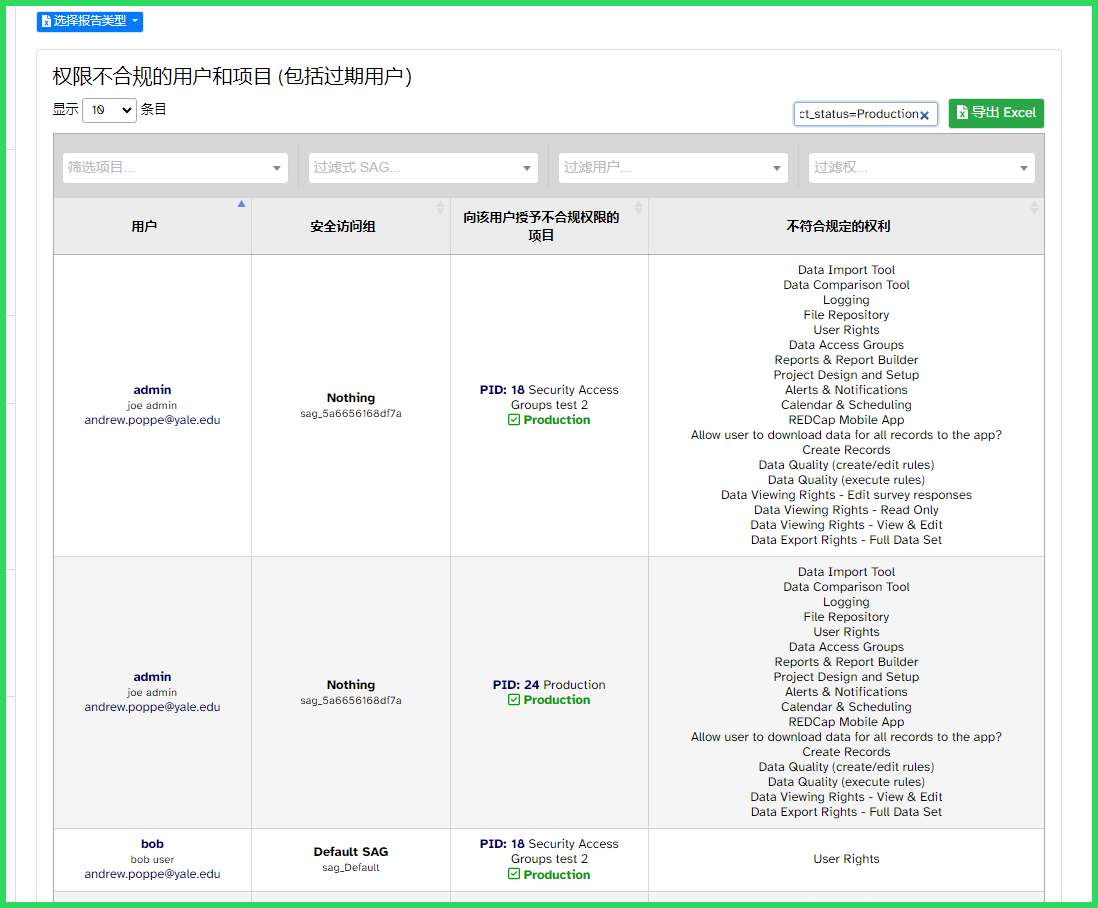 选择报告类型
权限不合规的用户和项目 (包括过期用户)
显示 10 条目
ct_status=Production
导出 Excel
筛选项目...
过滤式 SAG...
过滤用户...
过滤权...
用户
安全访问组
向该用户授予不合规权限的
项目
不符合规定的权利
admin
joe admin
andrew.poppe@yale.edu
Nothing
sag_5a6656168df7a
PID: 18 Security Access
Groups test 2
Production
Data Import Tool
Data Comparison Tool
Logging
File Repository
User Rights
Data Access Groups
Reports & Report Builder
Project Design and Setup
Alerts & Notifications
Calendar & Scheduling
REDCap Mobile App
Allow user to download data for all records to the app?
Create Records
Data Quality (create/edit rules)
Data Quality (execute rules)
Data Viewing Rights - Edit survey responses
Data Viewing Rights - Read Only
Data Viewing Rights - View & Edit
Data Export Rights - Full Data Set
admin
joe admin
andrew.poppe@yale.edu
Nothing
sag_5a6656168df7a
PID: 24 Production
Production
Data Import Tool
Data Comparison Tool
Logging
File Repository
User Rights
Data Access Groups
Reports & Report Builder
Project Design and Setup
Alerts & Notifications
Calendar & Scheduling
REDCap Mobile App
Allow user to download data for all records to the app?
Create Records
Data Quality (create/edit rules)
Data Quality (execute rules)
Data Viewing Rights - View & Edit
Data Export Rights - Full Data Set
bob
bob user
andrew.poppe@yale.edu
Default SAG
sag_Default
PID: 18 Security Access
Groups test 2
Production
User Rights